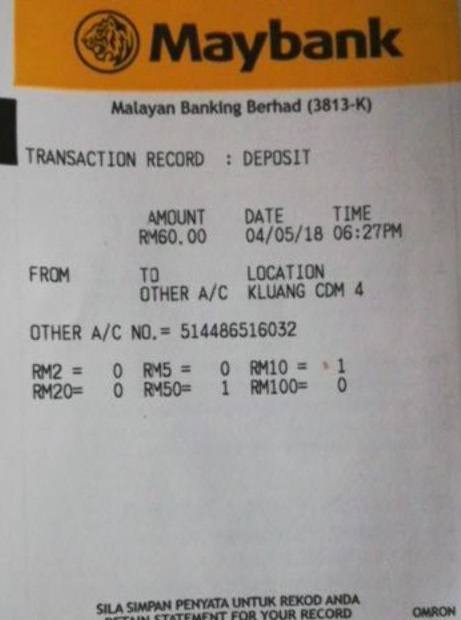 Maybank
Malayan Banking Berhad (3813-K)
TRANSACTION RECORD : DEPOSIT
AMOUNT DATE TIME
RM60.00 04/05/18 06:27PM
FROM TO LOCATION
OTHER A/C KLUANG CDM 4
OTHER A/C NO.= 514486516032
RM2 = 0 RM5 = 0 RM10 = 1
RM20= 0 RM50= 1 RM100= 0
SILA SIMPAN PENYATA UNTUK REKOD ANDA
RETAIN STATEMENT FOR YOUR RECORD OMRON